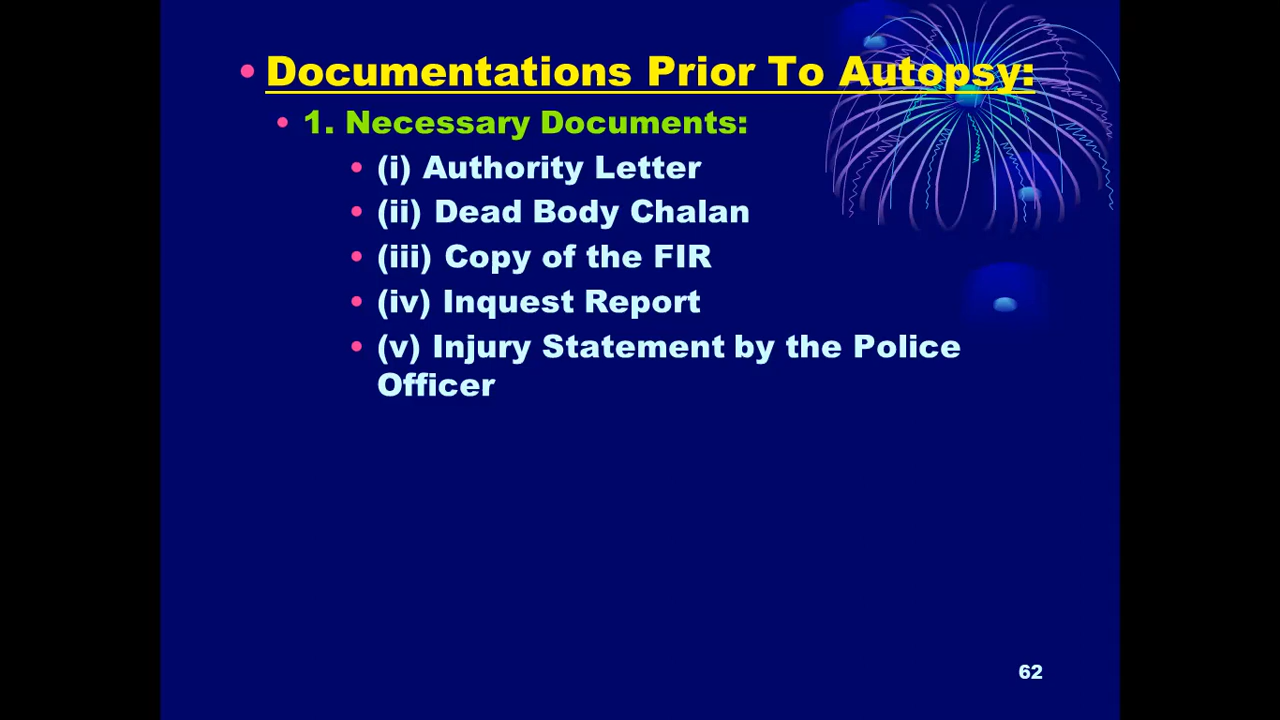 • Documentations Prior To Autopsy:
• 1. Necessary Documents:
• (i) Authority Letter
• (ii) Dead Body Chalan
• (iii) Copy of the FIR
• (iv) Inquest Report
• (v) Injury Statement by the Police
Officer
62